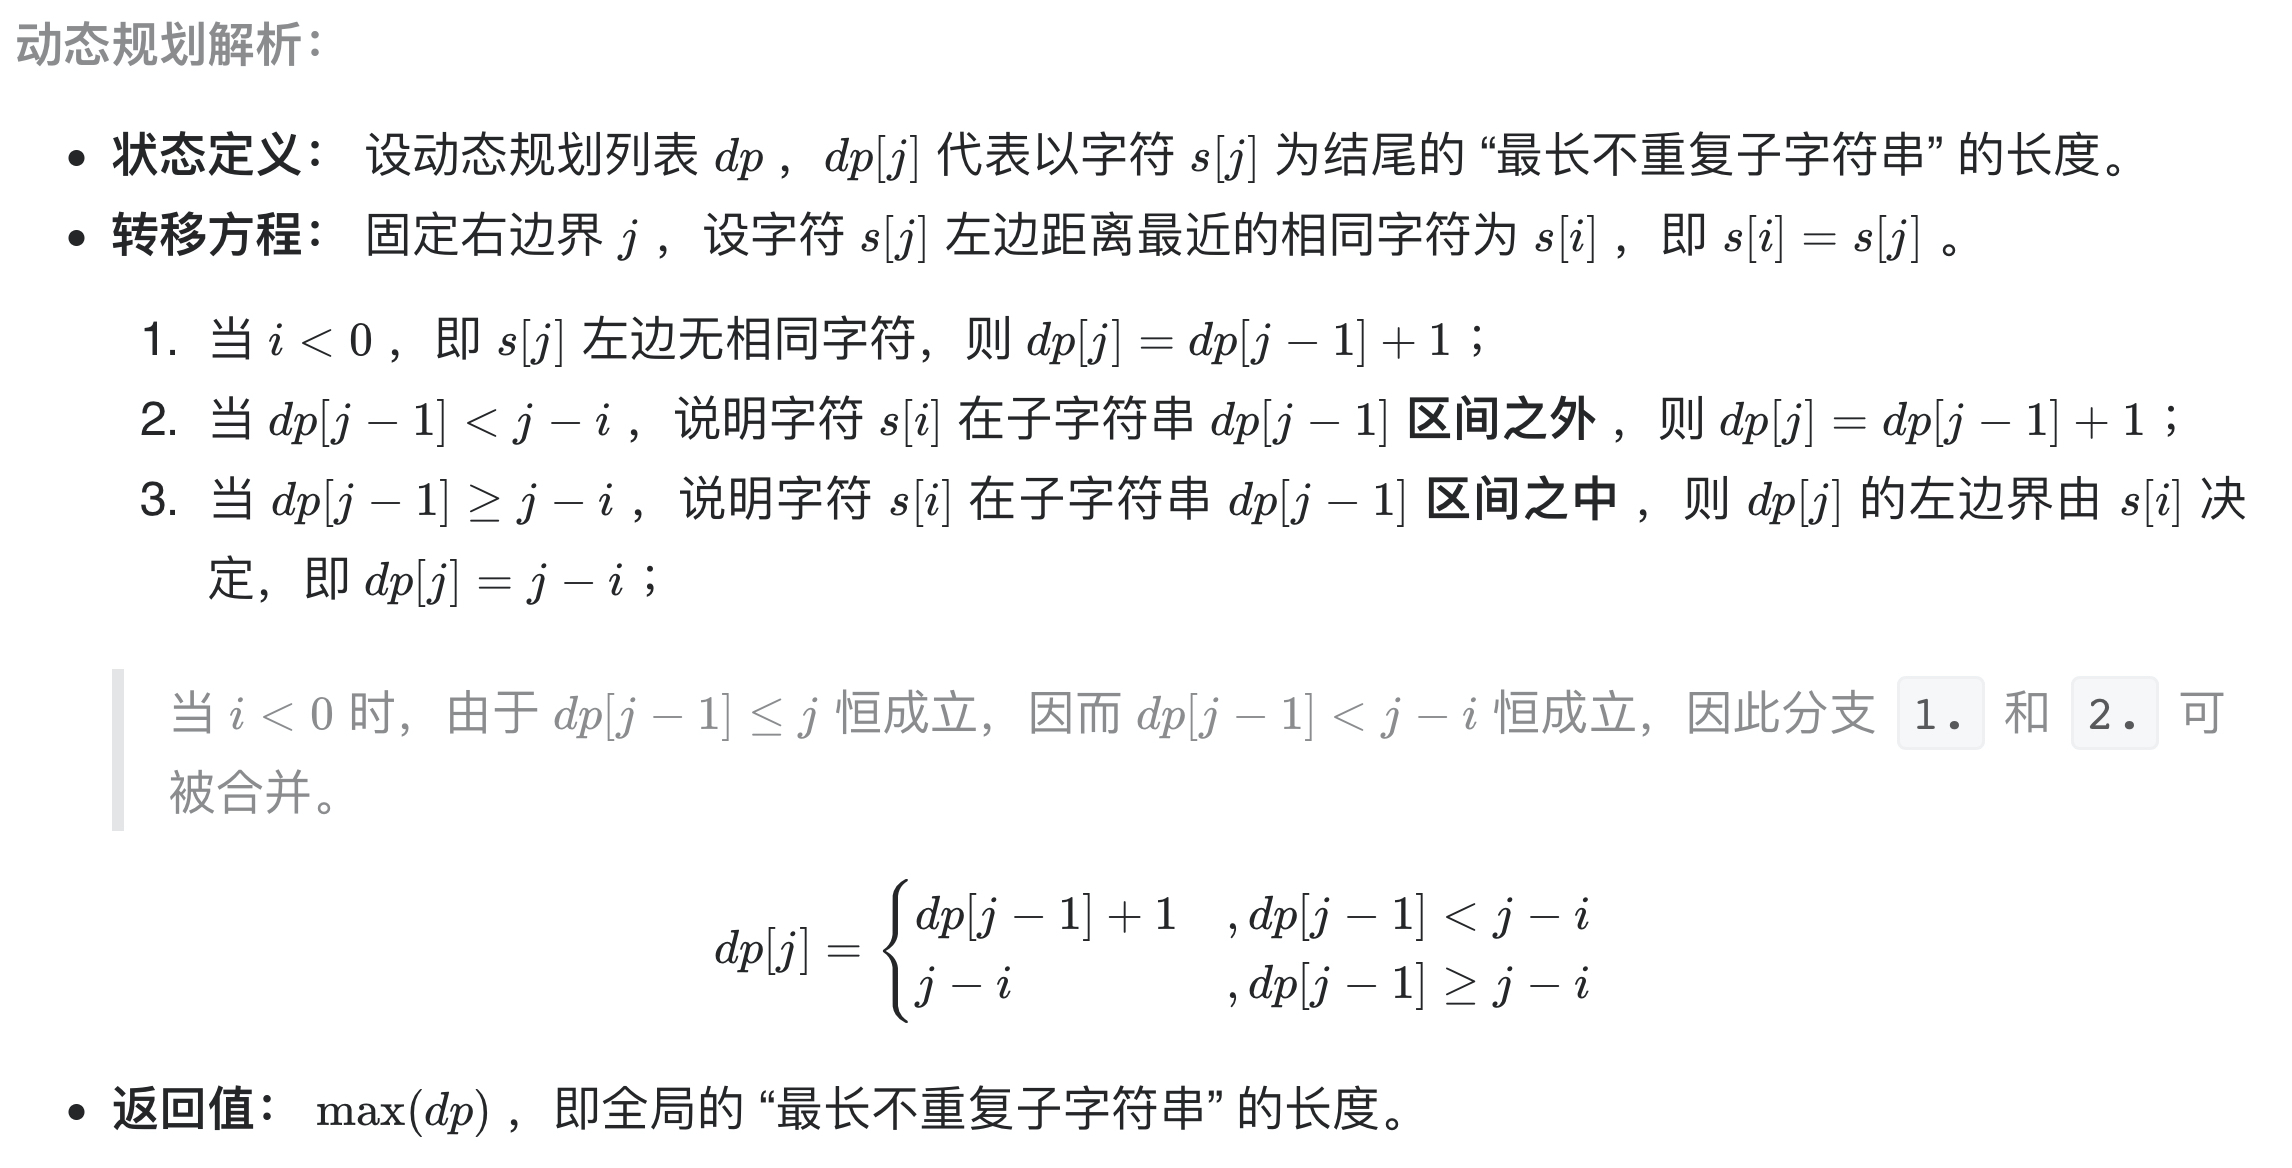 动态规划解析：
• 状态定义： 设动态规划列表 dp ，dp[j] 代表以字符 s[j] 为结尾的 “最长不重复子字符串” 的长度。
• 转移方程： 固定右边界 j ，设字符 s[j] 左边距离最近的相同字符为 s[i] ，即 s[i] = s[j] 。
1. 当 i < 0 ，即 s[j] 左边无相同字符，则 dp[j] = dp[j − 1] + 1 ；
2. 当 dp[j − 1] < j − i ，说明字符 s[i] 在子字符串 dp[j − 1] 区间之外 ，则 dp[j] = dp[j − 1] + 1 ；
3. 当 dp[j − 1] ≥ j − i ，说明字符 s[i] 在子字符串 dp[j − 1] 区间之中 ，则 dp[j] 的左边界由 s[i] 决
定，即 dp[j] = j − i ；
当 i < 0 时，由于 dp[j − 1] ≤ j 恒成立，因而 dp[j − 1] < j − i 恒成立，因此分支 1. 和 2. 可
被合并。
dp[j] = { dp[j − 1] + 1 , dp[j − 1] < j − i
j − i , dp[j − 1] ≥ j − i
• 返回值： max(dp) ，即全局的 “最长不重复子字符串” 的长度。